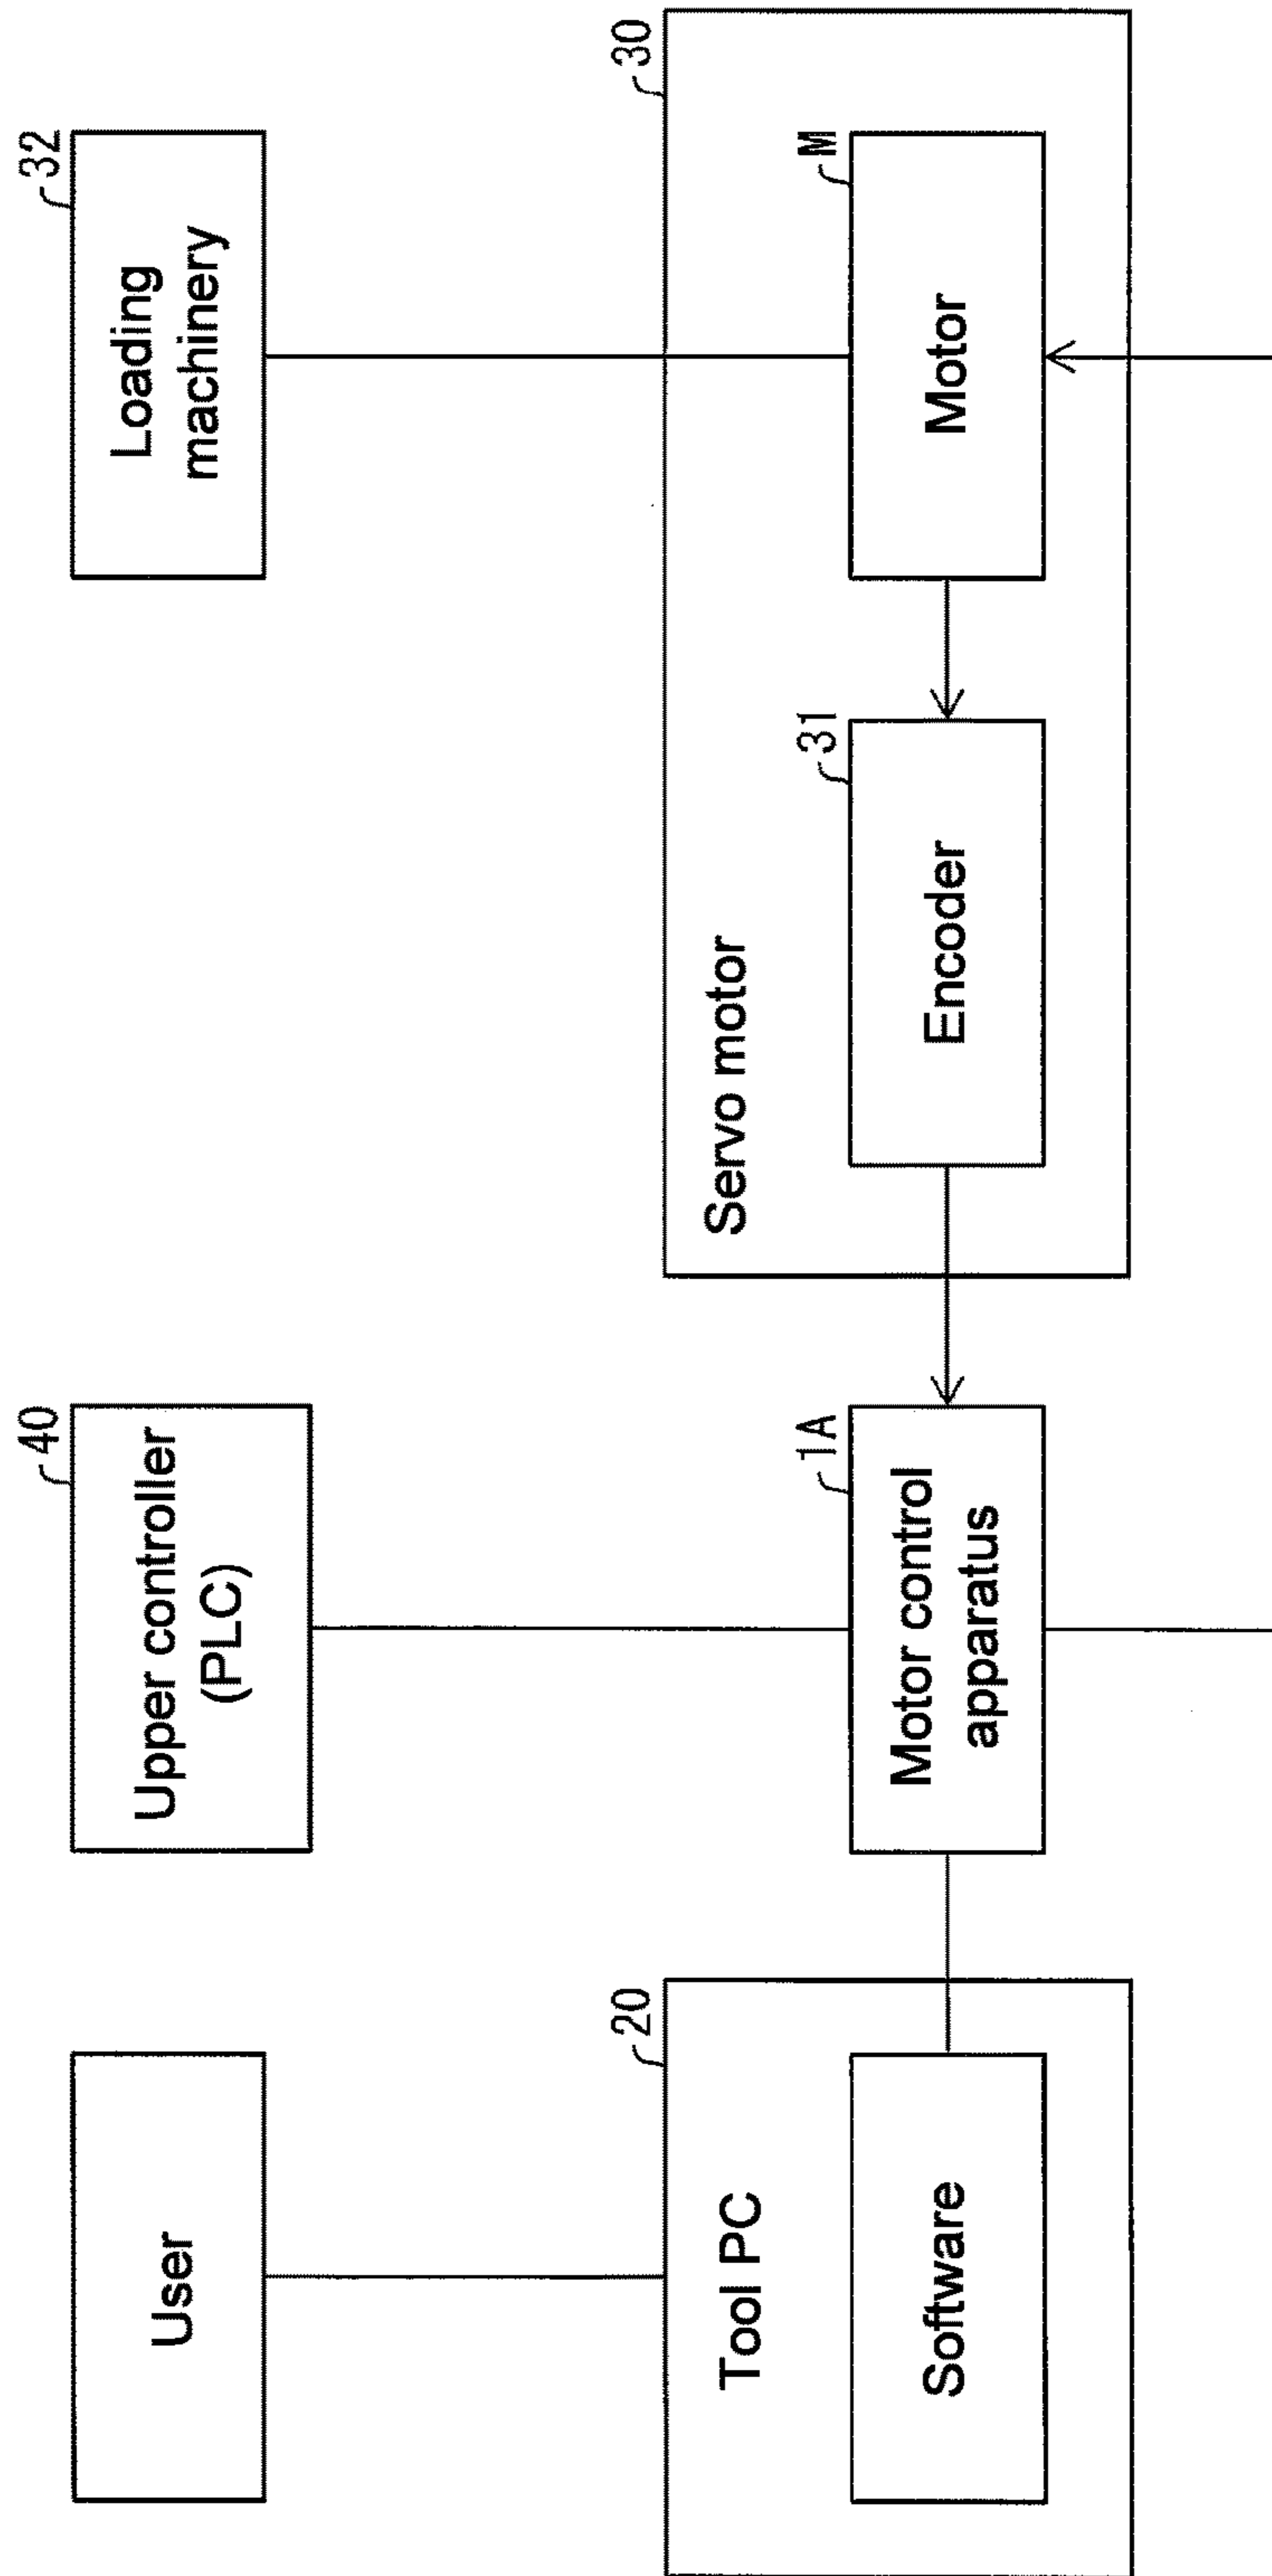 User
Upper controller
(PLC)
40
Loading
machinery
32
Tool PC
20
Software
Motor control
apparatus
1A
Servo motor
30
Encoder
31
Motor
M